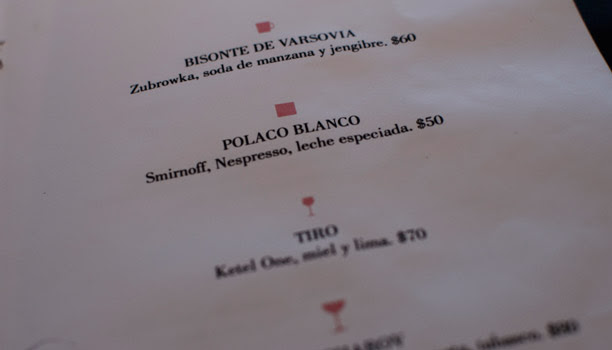 BISONTE DE VARSOVIA
Zubrowka, soda de manzana y jengibre. $60
POLACO BLANCO
Smirnoff, Nespresso, leche especiada. $50
TIRO
Ketel One, miel y lima. $70